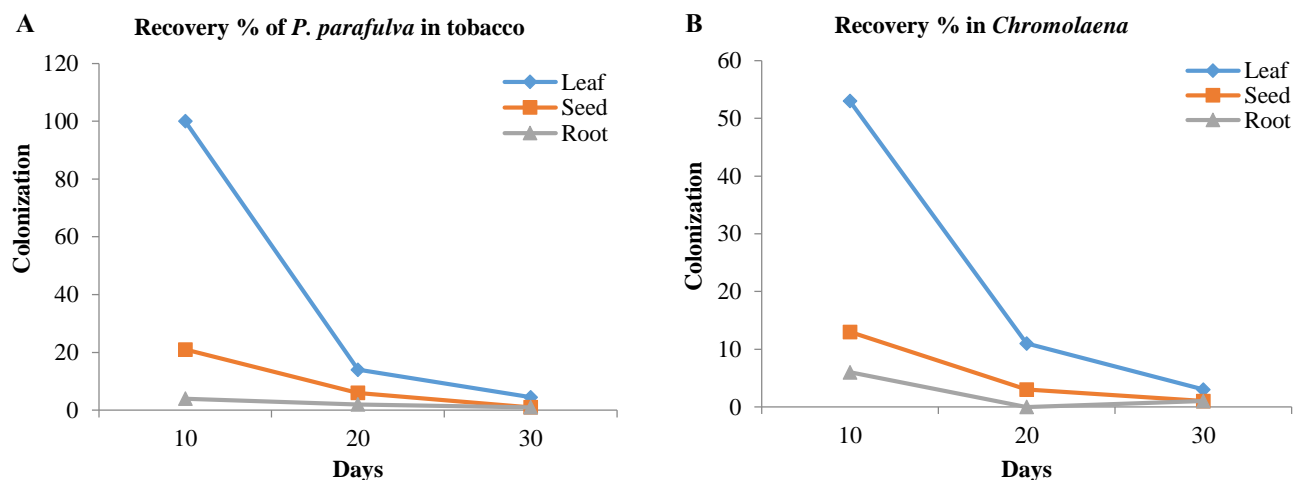 A
Recovery % of P. parafulva in tobacco
120
100
80
60
40
20
0
Colonization
10
20
30
Days
Leaf
Seed
Root
B
Recovery % in Chromolaena
60
50
40
30
20
10
0
Colonization
10
20
30
Days
Leaf
Seed
Root